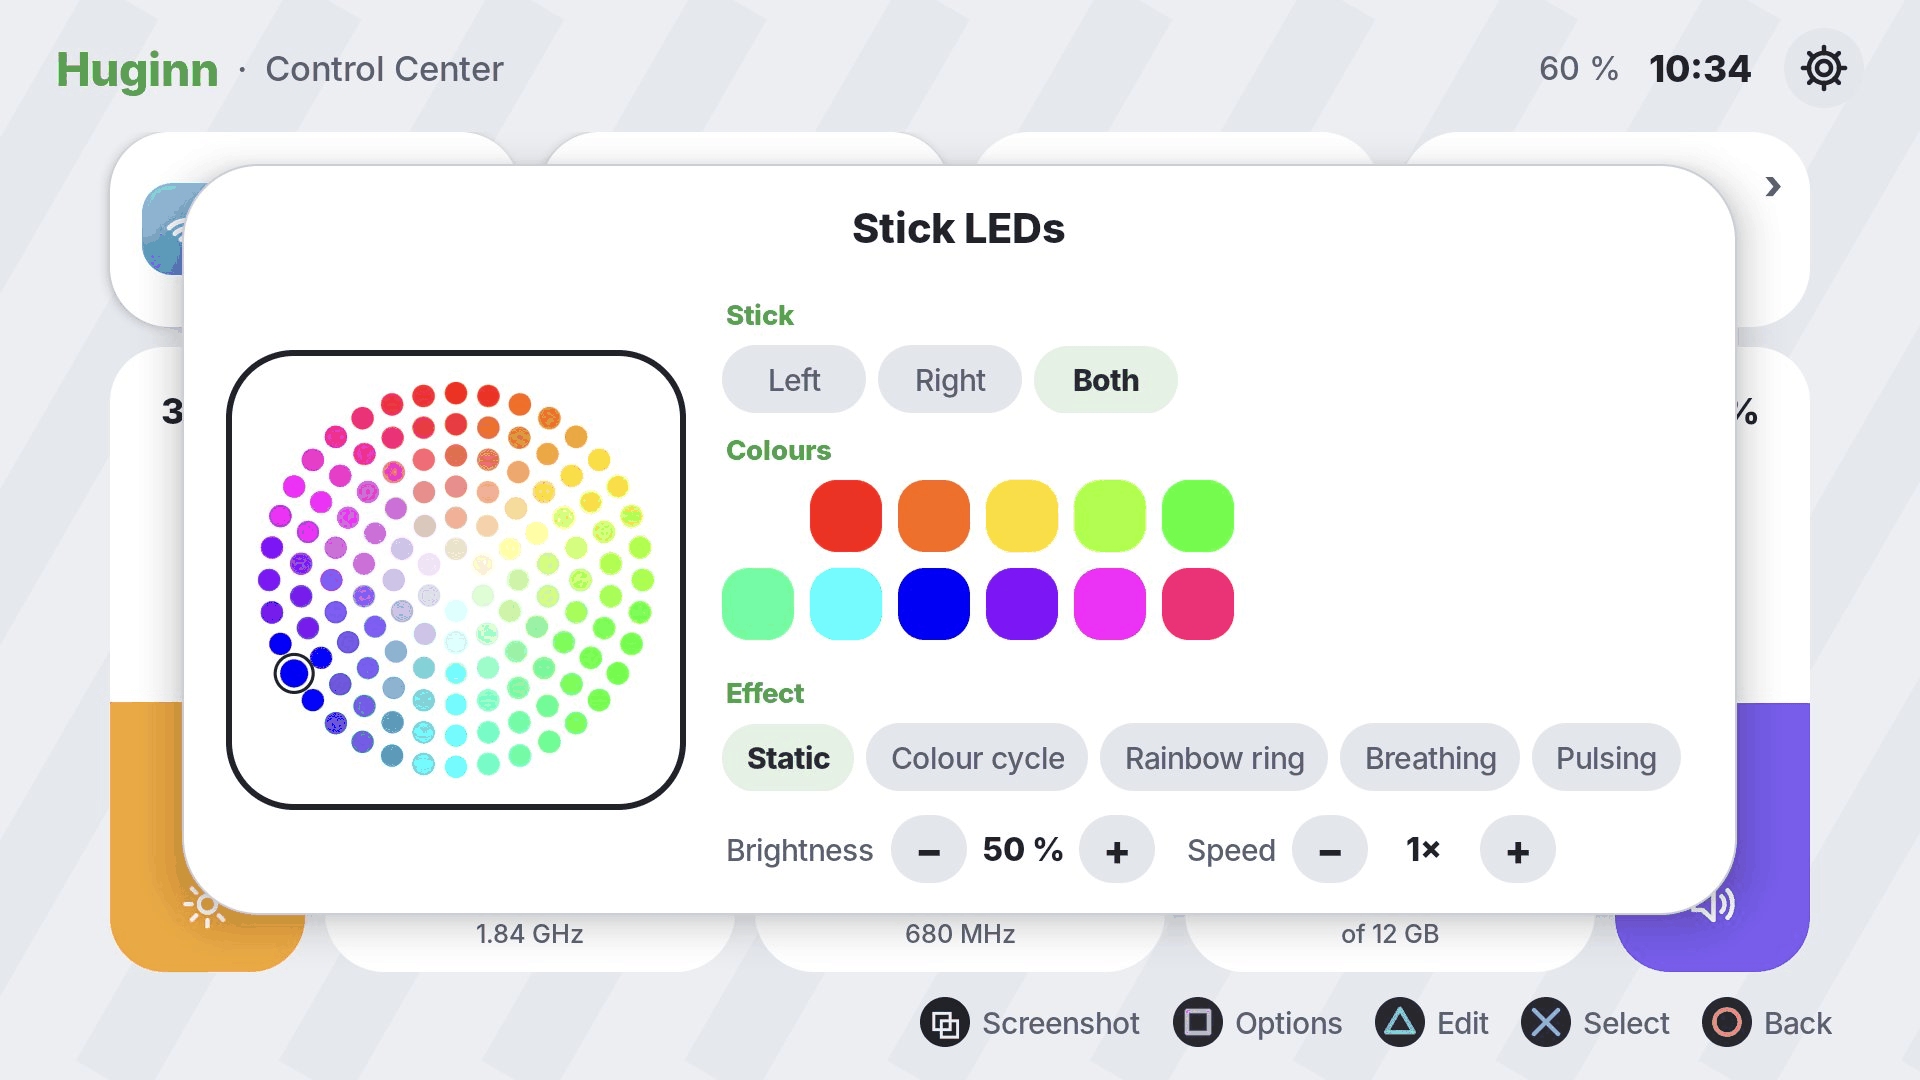 Huginn · Control Center
60 % 10:34
Stick LEDs
Stick
Left Right Both
Colours
Effect
Static Colour cycle Rainbow ring Breathing Pulsing
Brightness − 50 % + Speed − 1× +
3
%
1.84 GHz
680 MHz
of 12 GB
Screenshot Options Edit Select Back